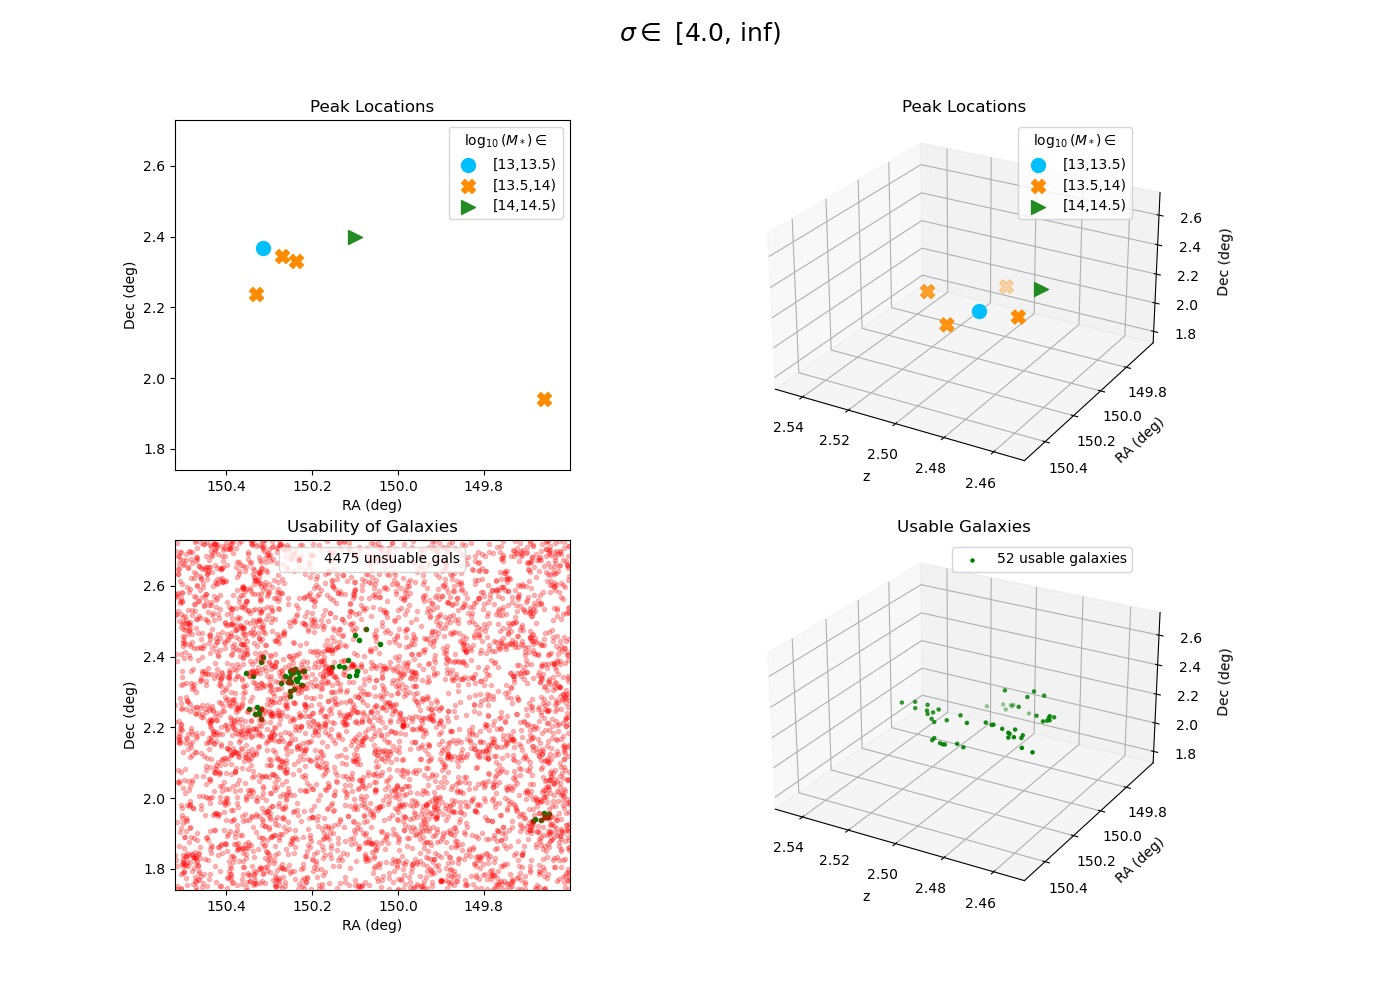 σ ∈ [4.0, inf)
Peak Locations
log₁₀(M*) ∈
[13,13.5)
[13.5,14)
[14,14.5)
2.6
2.4
2.2
2.0
1.8
Dec (deg)
150.4 150.2 150.0 149.8
RA (deg)
Peak Locations
log₁₀(M*) ∈
[13,13.5)
[13.5,14)
[14,14.5)
2.6
2.4
2.2
2.0
1.8
Dec (deg)
149.8
150.0
150.2
150.4
RA (deg)
2.54
2.52
2.50
2.48
2.46
z
Usability of Galaxies
4475 unusuable gals
2.6
2.4
2.2
2.0
1.8
Dec (deg)
150.4 150.2 150.0 149.8
RA (deg)
Usable Galaxies
52 usable galaxies
2.6
2.4
2.2
2.0
1.8
Dec (deg)
149.8
150.0
150.2
150.4
RA (deg)
2.54
2.52
2.50
2.48
2.46
z